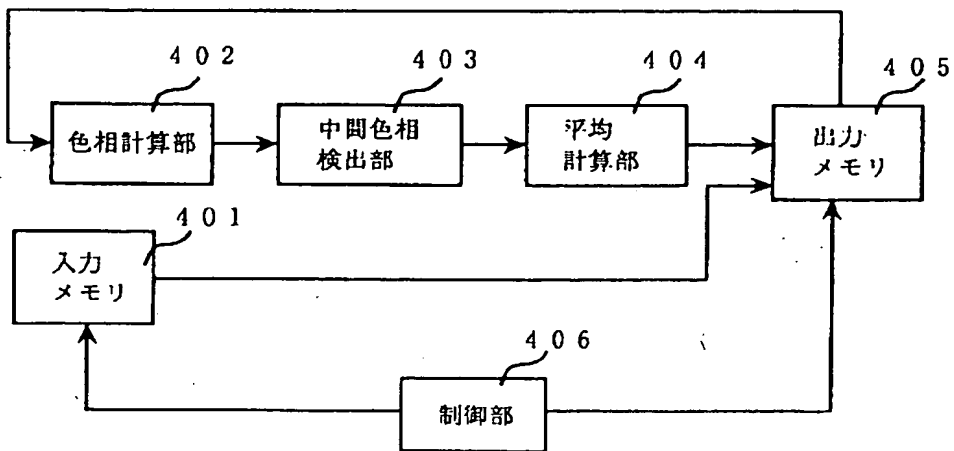 402
403
404
405
色相計算部
中間色相
検出部
平均
計算部
出力
メモリ
401
入力
メモリ
406
制御部